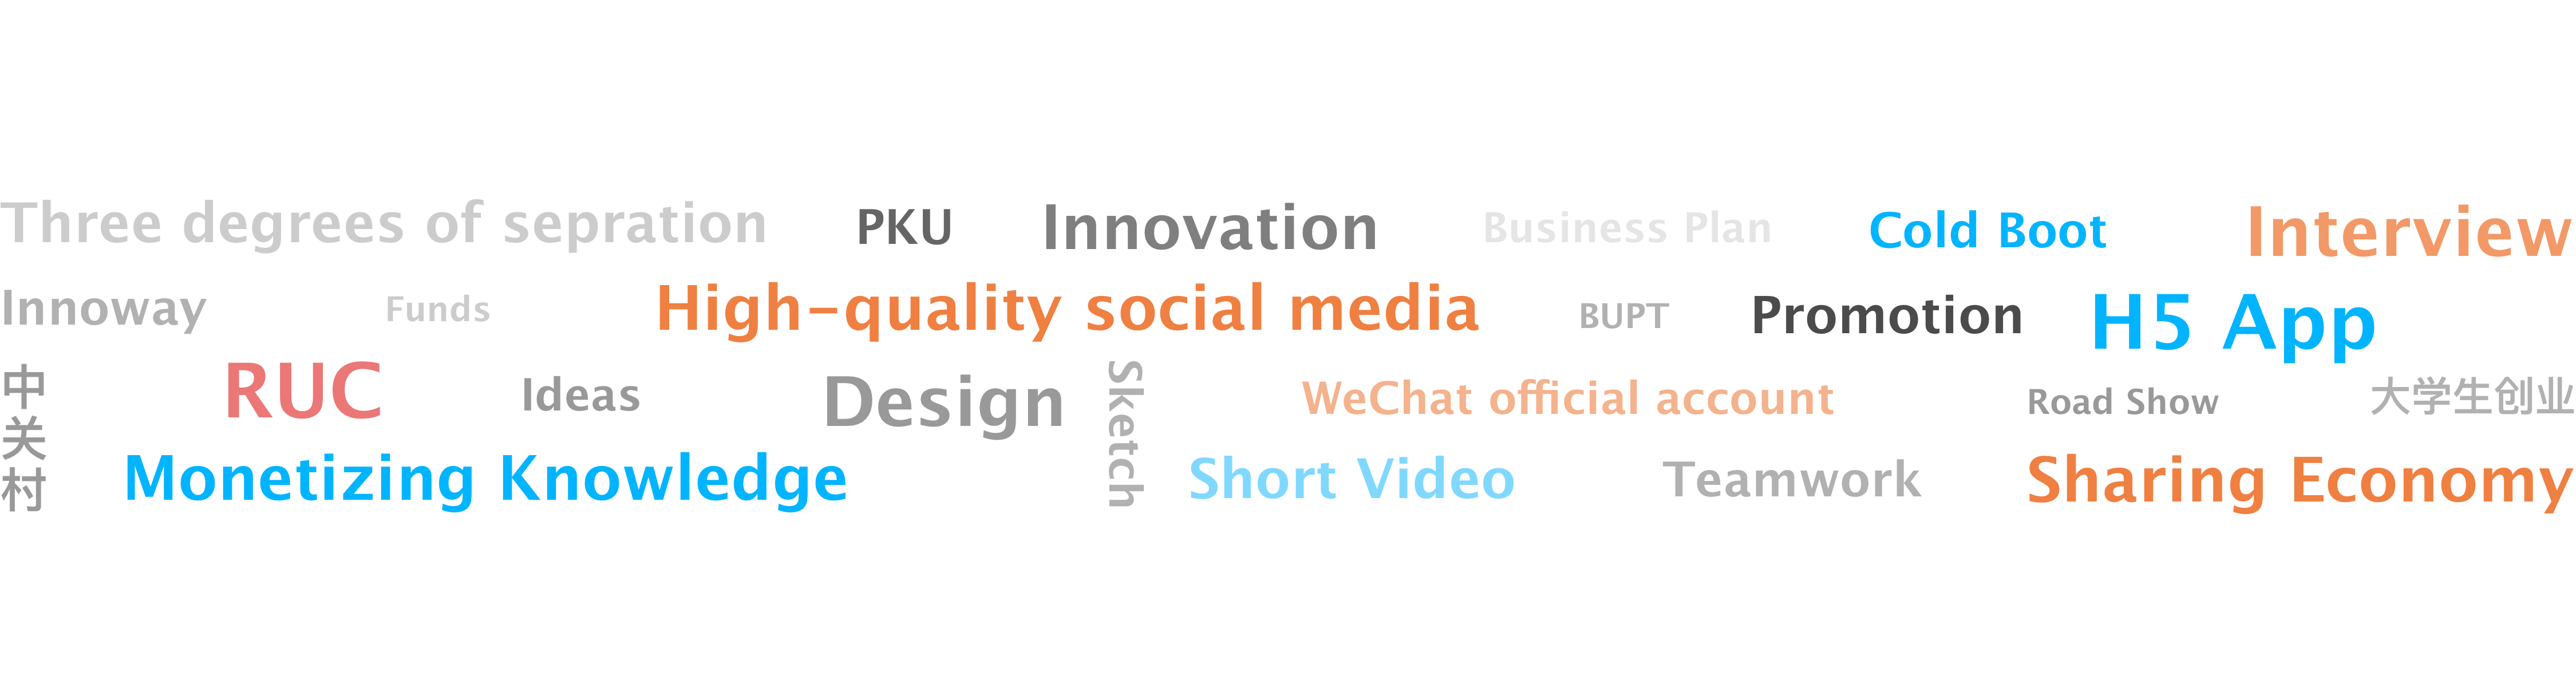 Three degrees of sepration
PKU
Innovation
Business Plan
Cold Boot
Interview
Innoway
Funds
High-quality social media
BUPT
Promotion
H5 App
中关村
RUC
Ideas
Design
Sketch
WeChat official account
Road Show
大学生创业
Monetizing Knowledge
Short Video
Teamwork
Sharing Economy